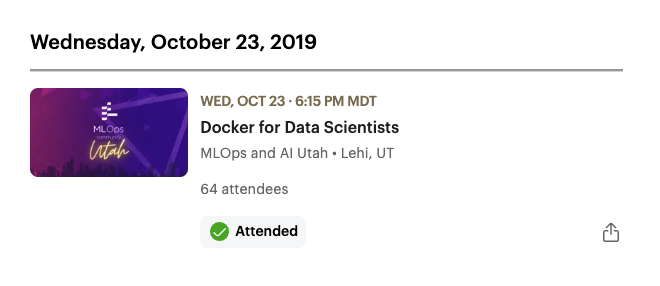 Wednesday, October 23, 2019
WED, OCT 23 · 6:15 PM MDT
MLOps
community
Utah
Docker for Data Scientists
MLOps and AI Utah • Lehi, UT
64 attendees
Attended